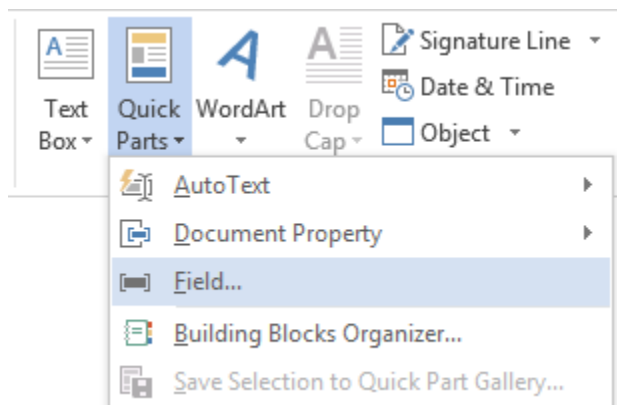 Text Box
Quick Parts
WordArt
Drop Cap
Signature Line
Date & Time
Object
AutoText
Document Property
Field...
Building Blocks Organizer...
Save Selection to Quick Part Gallery...